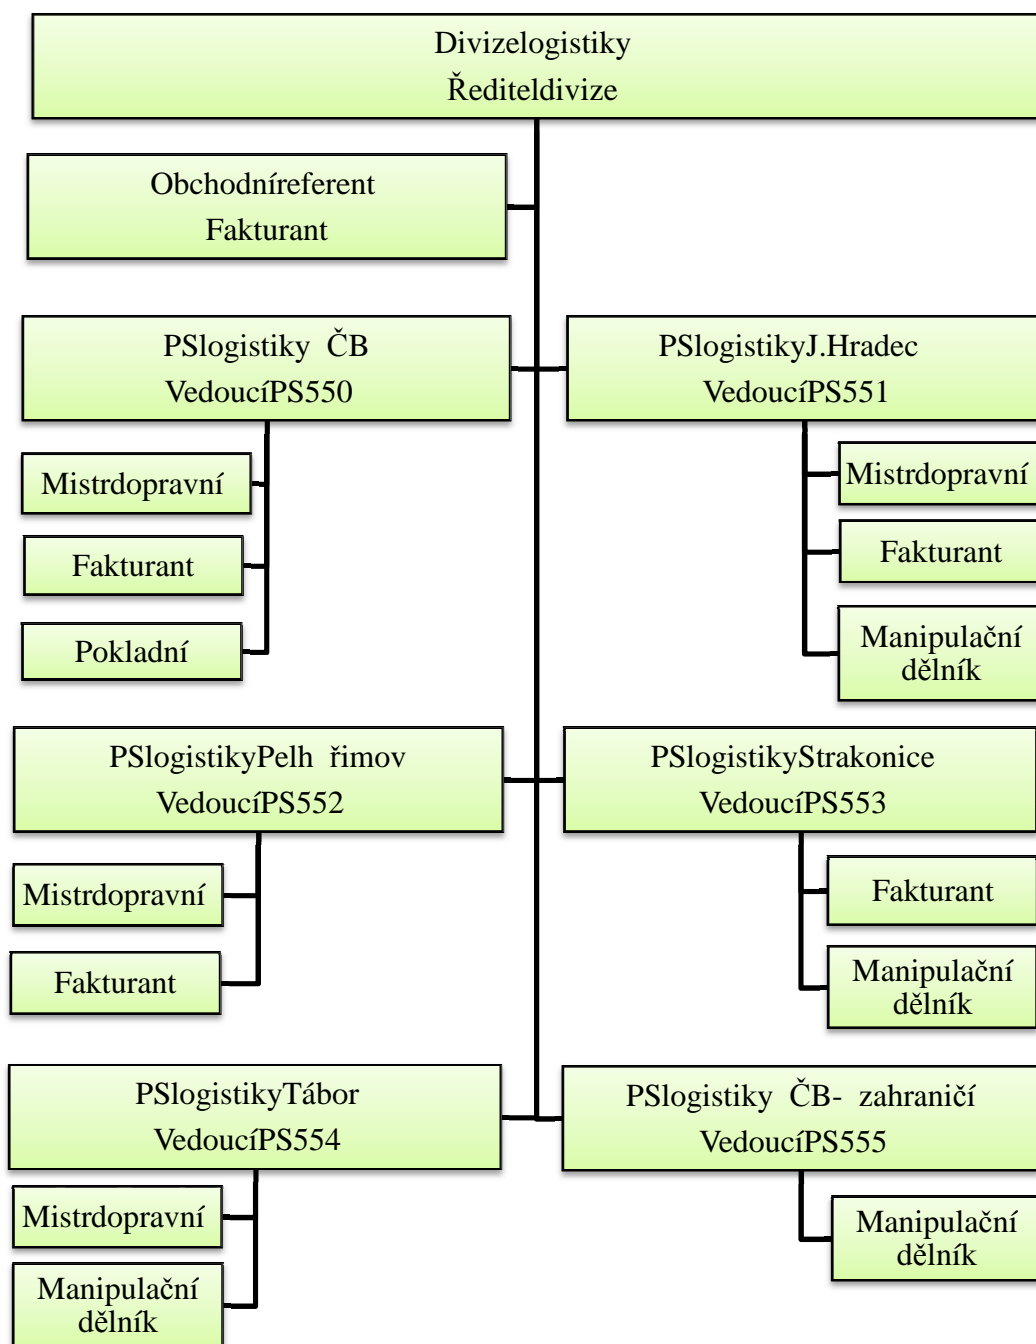 Divizelogistiky
Řediteldivize
Obchodníreferent
Fakturant
PSlogistiky ČB
VedoucíPS550
Mistrdopravní
Fakturant
Pokladní
PSlogistikyJ.Hradec
VedoucíPS551
Mistrdopravní
Fakturant
Manipulační
dělník
PSlogistikyPelh řimov
VedoucíPS552
Mistrdopravní
Fakturant
PSlogistikyStrakonice
VedoucíPS553
Fakturant
Manipulační
dělník
PSlogistikyTábor
VedoucíPS554
Mistrdopravní
Manipulační
dělník
PSlogistiky ČB- zahraničí
VedoucíPS555
Manipulační
dělník